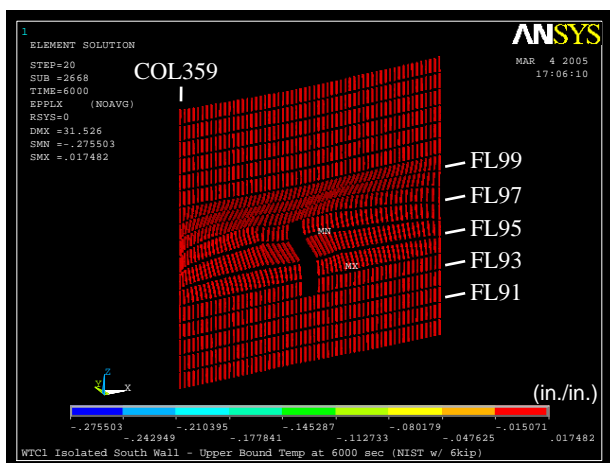 1
ANSYS
ELEMENT SOLUTION
MAR 4 2005
17:06:10
STEP=20
SUB =2668
TIME=6000
EPPLX (NOAVG)
RSYS=0
DMX =31.526
SMN =-.275503
SMX =.017482
COL359
FL99
FL97
FL95
FL93
FL91
MN
MX
Z
Y
X
(in./in.)
-.275503 -.210395 -.145287 -.080179 -.015071
-.242949 -.177841 -.112733 -.047625 .017482
WTC1 Isolated South Wall - Upper Bound Temp at 6000 sec (NIST w/ 6kip)